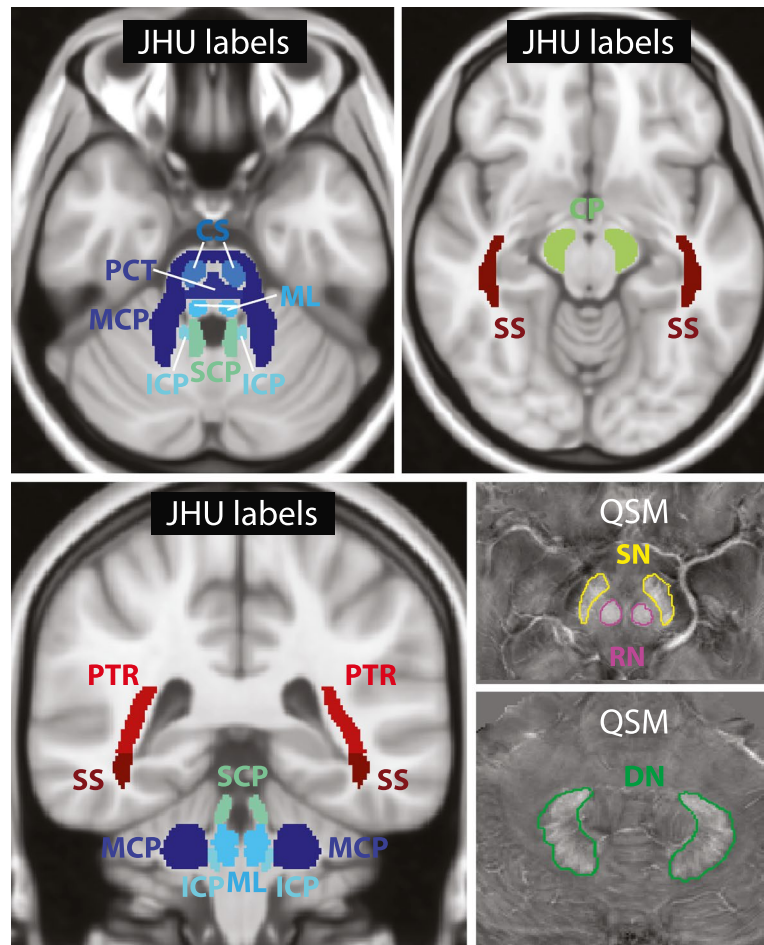 JHU labels
CS
PCT
ML
MCP
ICP SCP ICP
JHU labels
CP
SS SS
JHU labels
PTR PTR
SS SS
SCP
MCP MCP
ICP ML ICP
QSM
SN
RN
QSM
DN